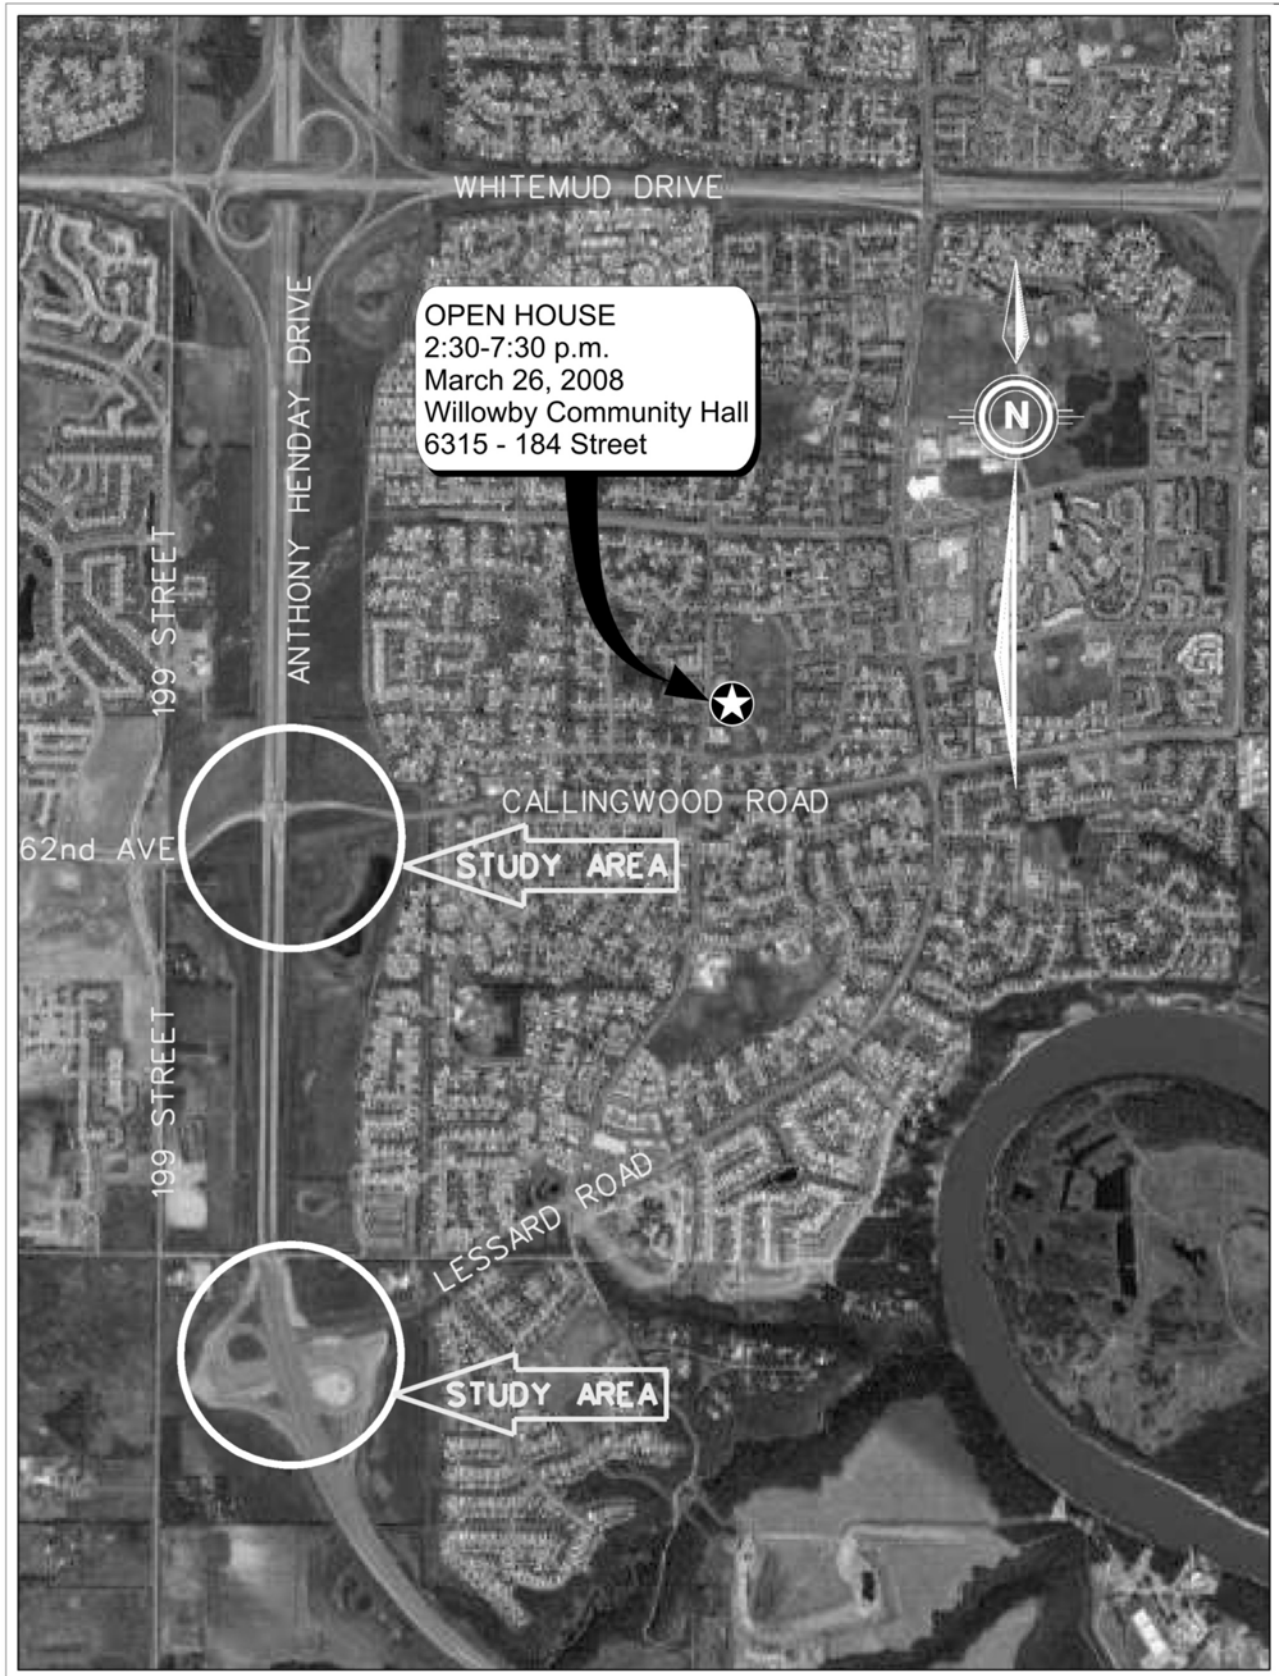 WHITEMUD DRIVE
OPEN HOUSE
2:30-7:30 p.m.
March 26, 2008
Willowby Community Hall
6315 - 184 Street
N
ANTHONY HENDAY DRIVE
199 STREET
CALLINGWOOD ROAD
62nd AVE
STUDY AREA
199 STREET
LESSARD ROAD
STUDY AREA